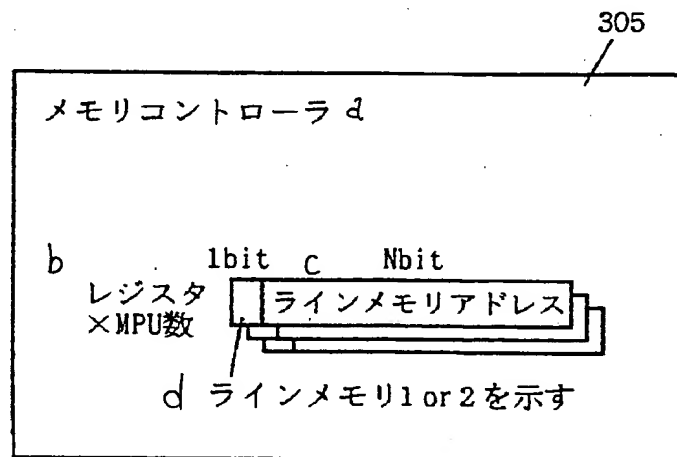 305
メモリコントローラ a
b 1bit c Nbit
レジスタ ラインメモリアドレス
×MPU数
d ラインメモリ1or2を示す